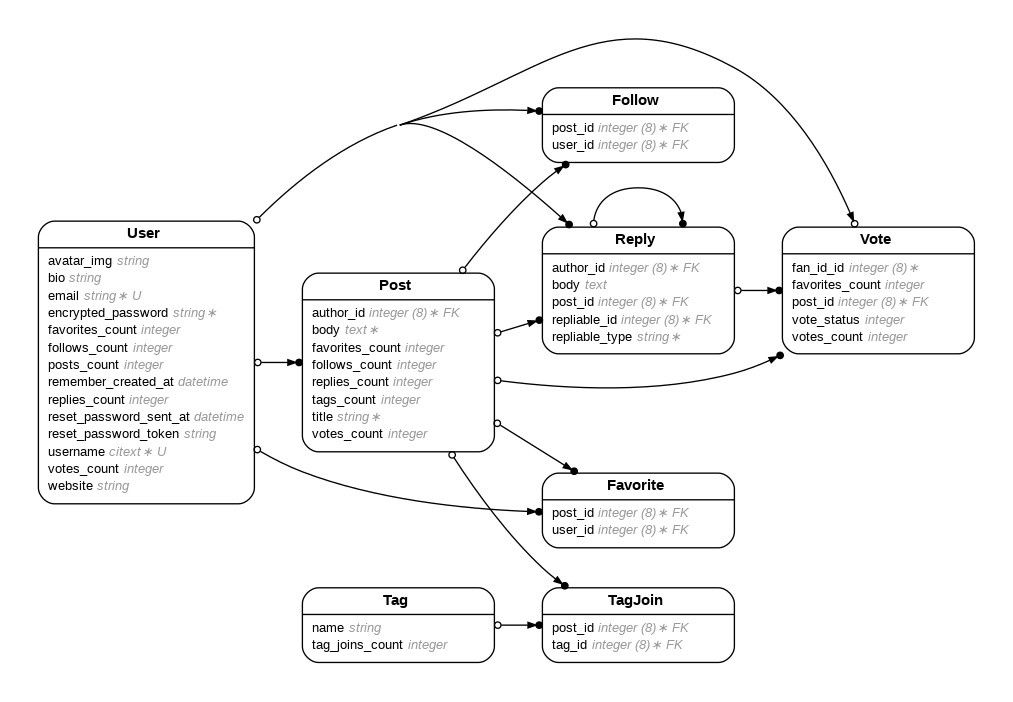 Follow
post_id integer (8)∗ FK
user_id integer (8)∗ FK
User
avatar_img string
bio string
email string∗ U
encrypted_password string∗
favorites_count integer
follows_count integer
posts_count integer
remember_created_at datetime
replies_count integer
reset_password_sent_at datetime
reset_password_token string
username citext∗ U
votes_count integer
website string
Post
author_id integer (8)∗ FK
body text∗
favorites_count integer
follows_count integer
replies_count integer
tags_count integer
title string∗
votes_count integer
Reply
author_id integer (8)∗ FK
body text
post_id integer (8)∗ FK
repliable_id integer (8)∗ FK
repliable_type string∗
Vote
fan_id_id integer (8)∗
favorites_count integer
post_id integer (8)∗ FK
vote_status integer
votes_count integer
Favorite
post_id integer (8)∗ FK
user_id integer (8)∗ FK
Tag
name string
tag_joins_count integer
TagJoin
post_id integer (8)∗ FK
tag_id integer (8)∗ FK